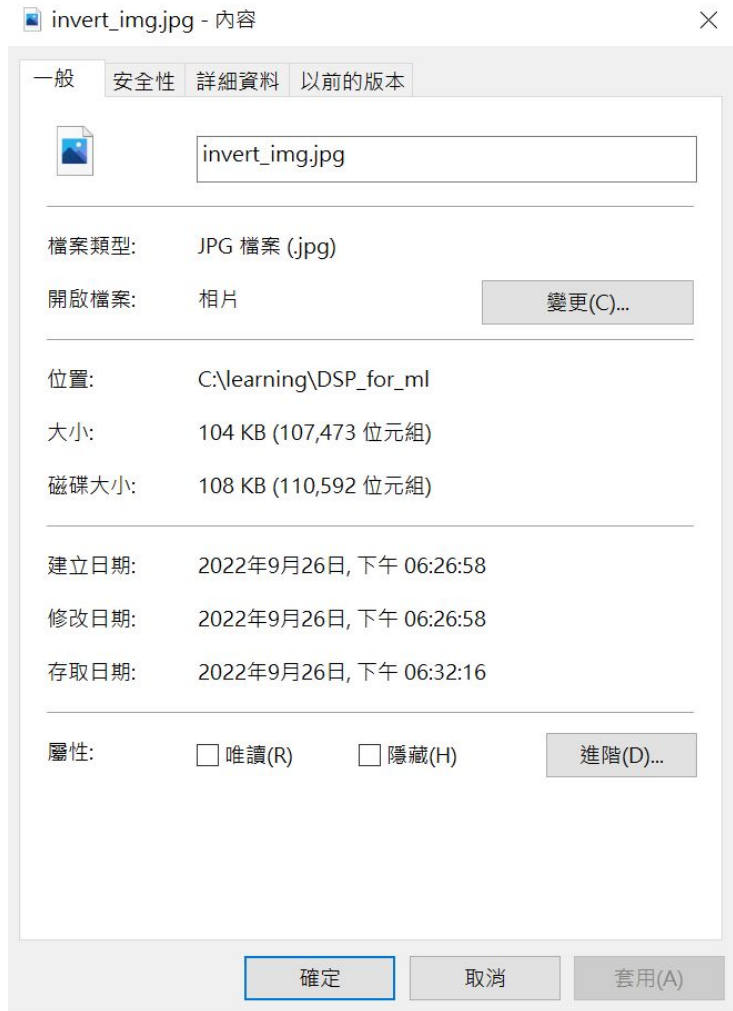 invert_img.jpg - 內容
一般 安全性 詳細資料 以前的版本
invert_img.jpg
檔案類型: JPG 檔案 (.jpg)
開啟檔案: 相片 變更(C)...
位置: C:\learning\DSP_for_ml
大小: 104 KB (107,473 位元組)
磁碟大小: 108 KB (110,592 位元組)
建立日期: 2022年9月26日, 下午 06:26:58
修改日期: 2022年9月26日, 下午 06:26:58
存取日期: 2022年9月26日, 下午 06:32:16
屬性: 唯讀(R) 隱藏(H) 進階(D)...
確定 取消 套用(A)